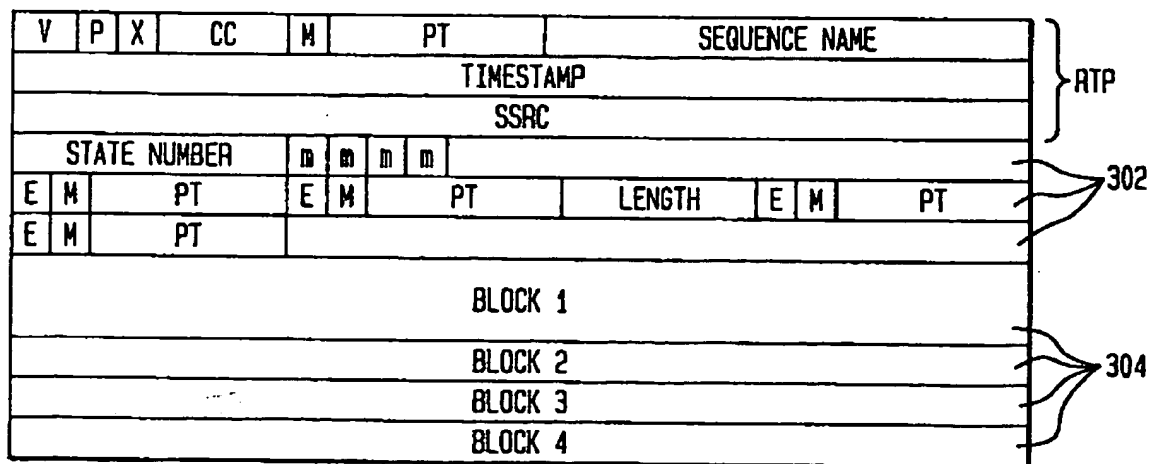 V P X CC M PT SEQUENCE NAME
TIMESTAMP
RTP
SSRC
STATE NUMBER m m m m
302
E M PT E M PT LENGTH E M PT
E M PT
BLOCK 1
BLOCK 2
304
BLOCK 3
BLOCK 4